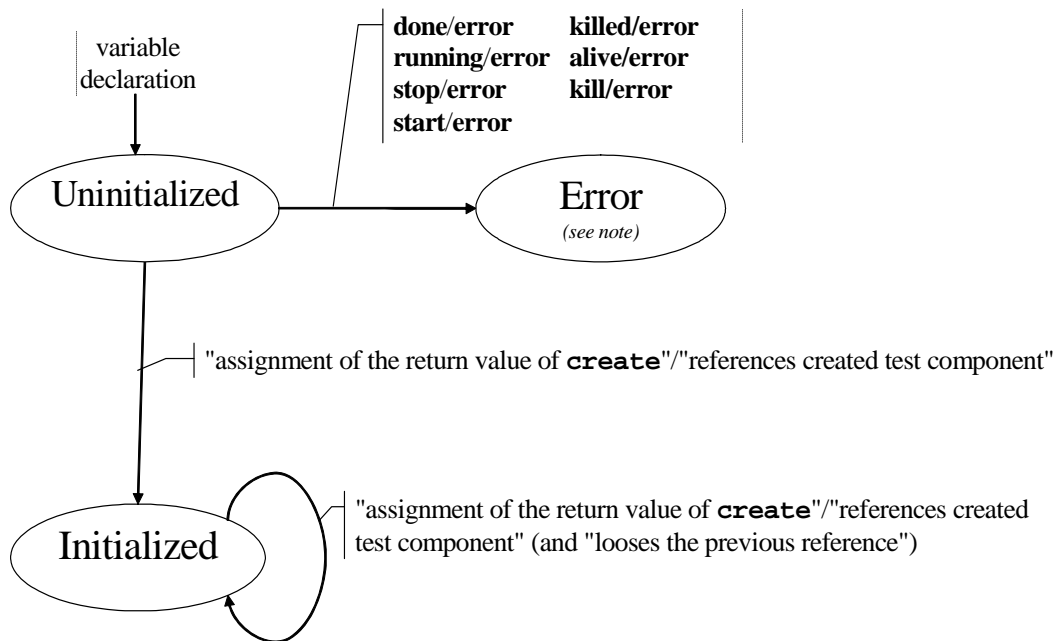 variable
declaration
done/error killed/error
running/error alive/error
stop/error kill/error
start/error
Uninitialized
Error
(see note)
"assignment of the return value of create"/"references created test component"
Initialized
"assignment of the return value of create"/"references created
test component" (and "looses the previous reference")